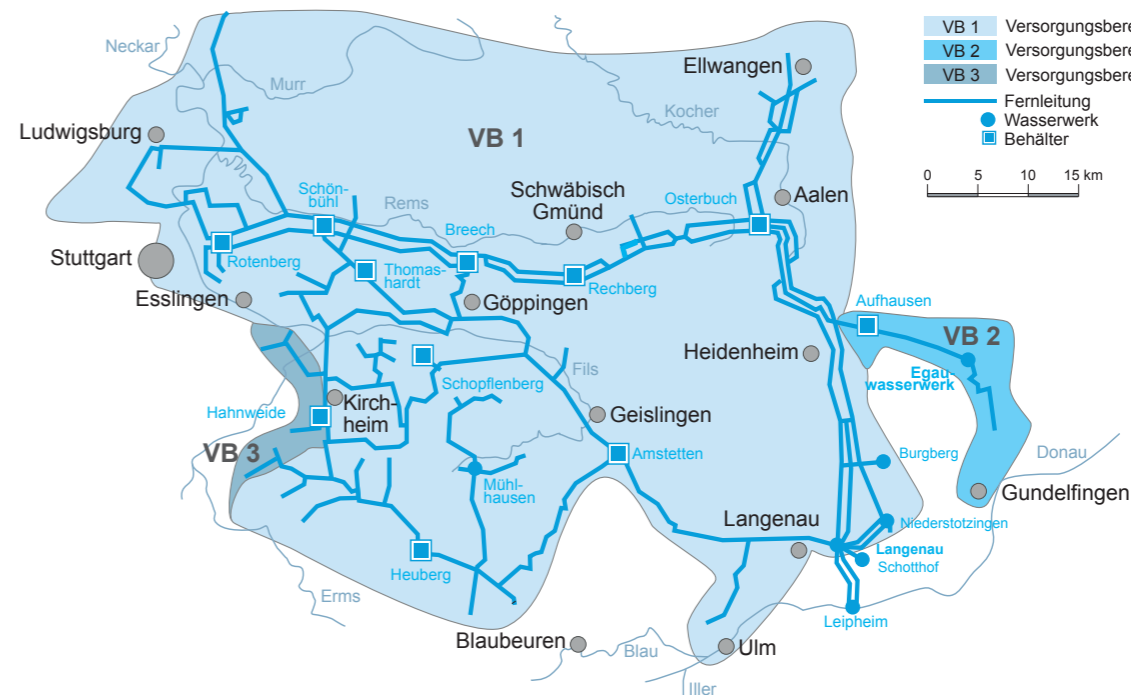 Neckar
VB 1 Versorgungsbere
VB 2 Versorgungsbere
VB 3 Versorgungsbere
Fernleitung
Wasserwerk
Behälter
0 5 10 15 km
Murr
Ellwangen
Kocher
Ludwigsburg
VB 1
Schön-
bühl
Rems
Schwäbisch
Gmünd
Osterbuch
Aalen
Breech
Stuttgart
Rotenberg
Thomas-
hardt
Rechberg
Esslingen
Göppingen
Aufhausen
VB 2
Heidenheim
Egau-
wasserwerk
Fils
Schopflenberg
Hahnweide
Kirch-
heim
Geislingen
VB 3
Amstetten
Burgberg
Donau
Mühl-
hausen
Gundelfingen
Langenau
Niederstotzingen
Langenau
Schotthof
Heuberg
Erms
Leipheim
Blaubeuren
Blau
Ulm
Iller